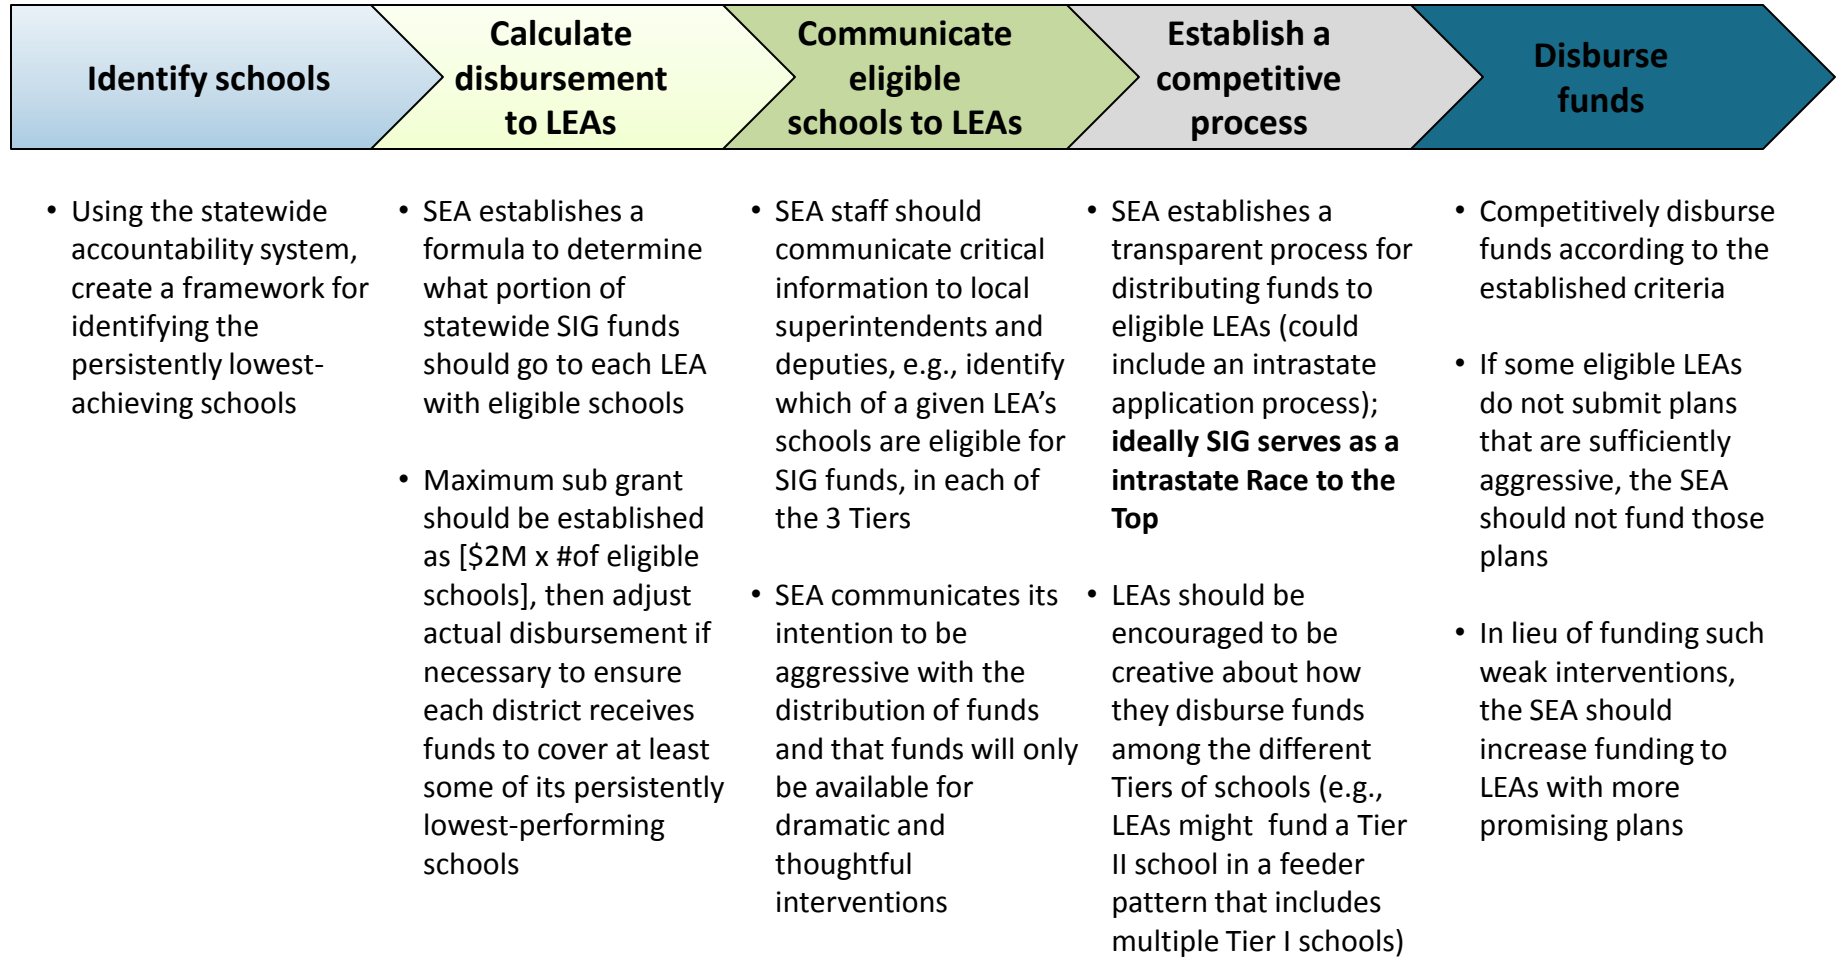 Identify schools
Calculate
disbursement
to LEAs
Communicate
eligible
schools to LEAs
Establish a
competitive
process
Disburse
funds
• Using the statewide
accountability system,
create a framework for
identifying the
persistently lowest-
achieving schools
• SEA establishes a
formula to determine
what portion of
statewide SIG funds
should go to each LEA
with eligible schools
• Maximum sub grant
should be established
as [$2M x #of eligible
schools], then adjust
actual disbursement if
necessary to ensure
each district receives
funds to cover at least
some of its persistently
lowest-performing
schools
• SEA staff should
communicate critical
information to local
superintendents and
deputies, e.g., identify
which of a given LEA’s
schools are eligible for
SIG funds, in each of
the 3 Tiers
• SEA communicates its
intention to be
aggressive with the
distribution of funds
and that funds will only
be available for
dramatic and
thoughtful
interventions
• SEA establishes a
transparent process for
distributing funds to
eligible LEAs (could
include an intrastate
application process);
ideally SIG serves as a
intrastate Race to the
Top
• LEAs should be
encouraged to be
creative about how
they disburse funds
among the different
Tiers of schools (e.g.,
LEAs might  fund a Tier
II school in a feeder
pattern that includes
multiple Tier I schools)
• Competitively disburse
funds according to the
established criteria
• If some eligible LEAs
do not submit plans
that are sufficiently
aggressive, the SEA
should not fund those
plans
• In lieu of funding such
weak interventions,
the SEA should
increase funding to
LEAs with more
promising plans